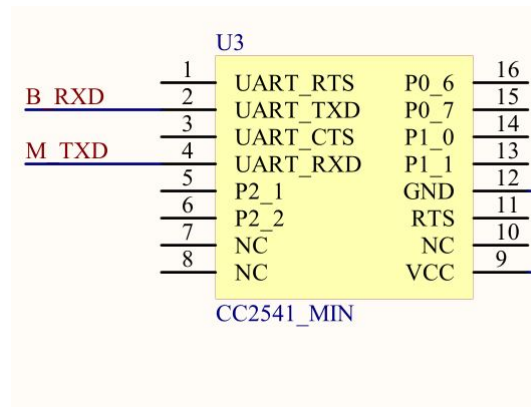 U3
1 UART_RTS P0_6 16
B_RXD 2 UART_TXD P0_7 15
3 UART_CTS P1_0 14
M_TXD 4 UART_RXD P1_1 13
5 P2_1 GND 12
6 P2_2 RTS 11
7 NC NC 10
8 NC VCC 9
CC2541_MIN